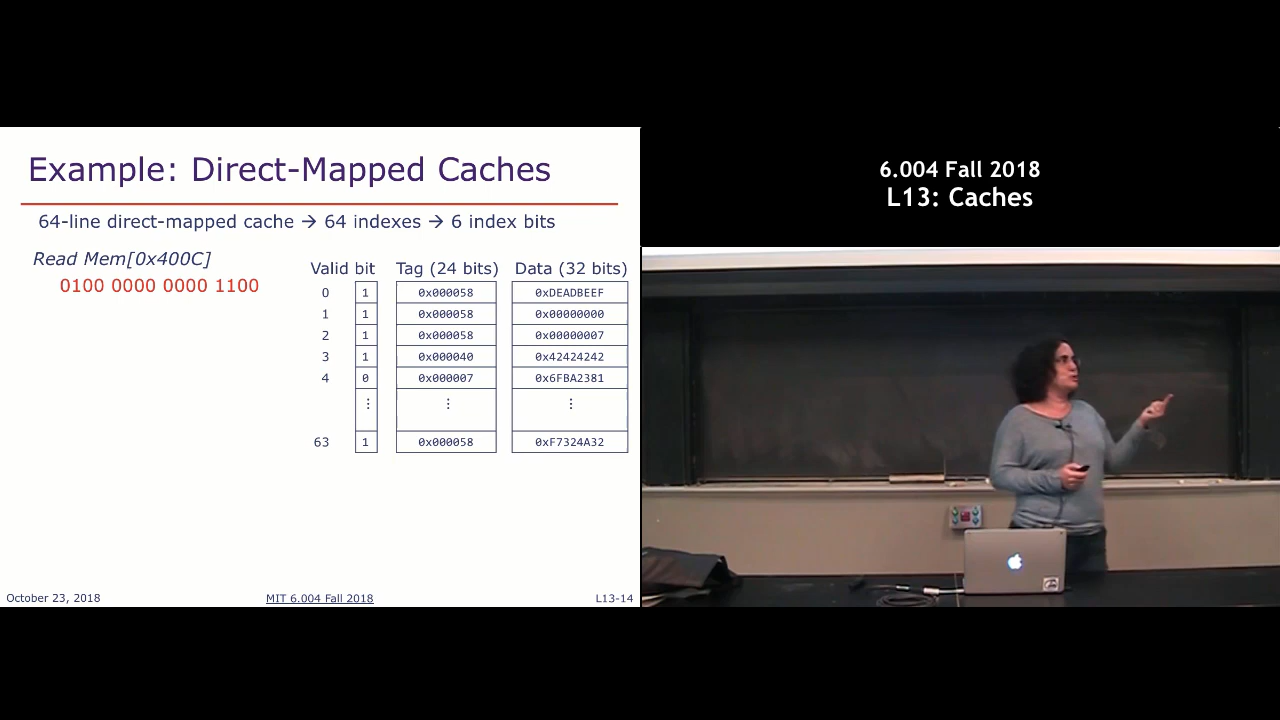 Example: Direct-Mapped Caches
64-line direct-mapped cache → 64 indexes → 6 index bits
Read Mem[0x400C]
0100 0000 0000 1100
Valid bit Tag (24 bits) Data (32 bits)
0 1 0x000058 0xDEADBEEF
1 1 0x000058 0x00000000
2 1 0x000058 0x00000007
3 1 0x000040 0x42424242
4 0 0x000007 0x6FBA2381
⋮ ⋮ ⋮
63 1 0x000058 0xF7324A32
October 23, 2018 MIT 6.004 Fall 2018 L13-14
6.004 Fall 2018
L13: Caches